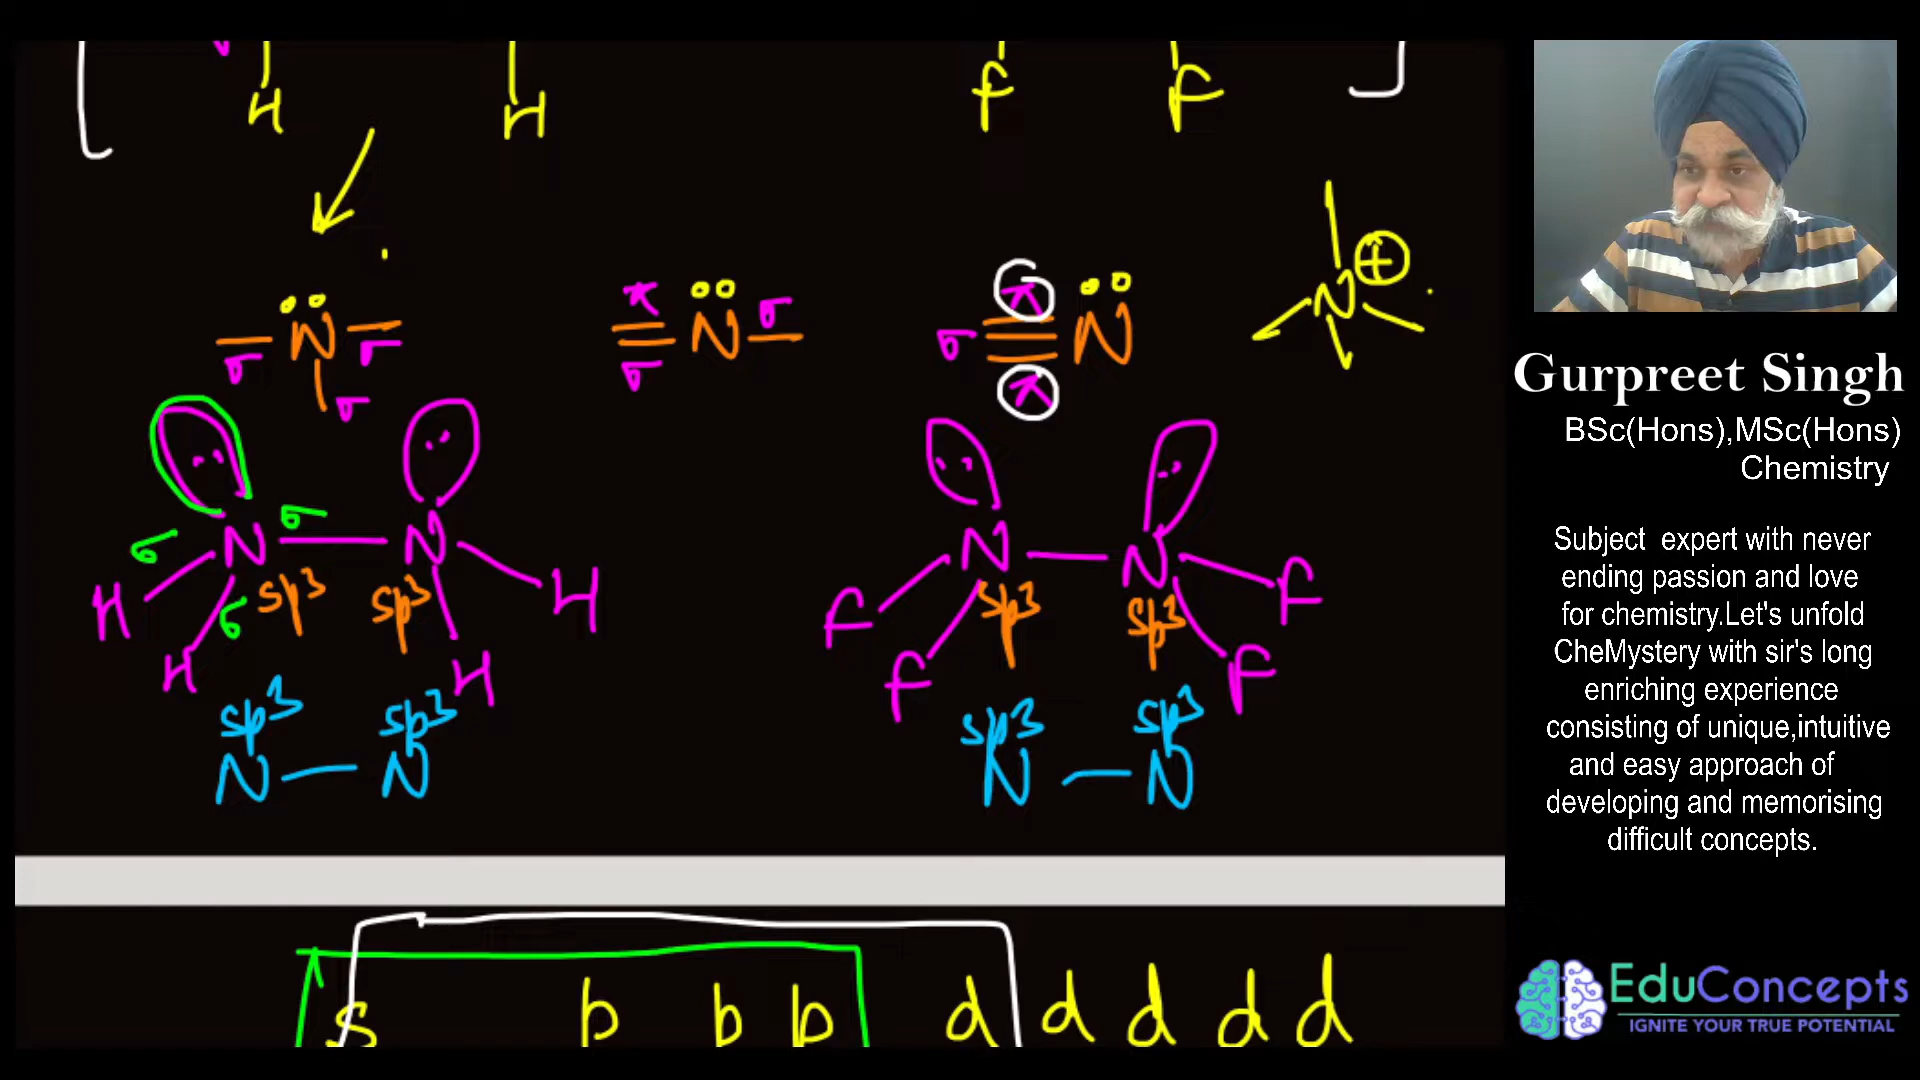 H H F F
N N N N ⊕
π σ π
σ σ σ σ
σ π
N N N N
σ σ
σ sp³ sp³ sp³ sp³
H H F F
H H F F
sp³ sp³ sp³ sp³
N — N N — N
s p p p d d d d d
Gurpreet Singh
BSc(Hons),MSc(Hons)
Chemistry
Subject expert with never
ending passion and love
for chemistry.Let's unfold
CheMystery with sir's long
enriching experience
consisting of unique,intuitive
and easy approach of
developing and memorising
difficult concepts.
EduConcepts
IGNITE YOUR TRUE POTENTIAL